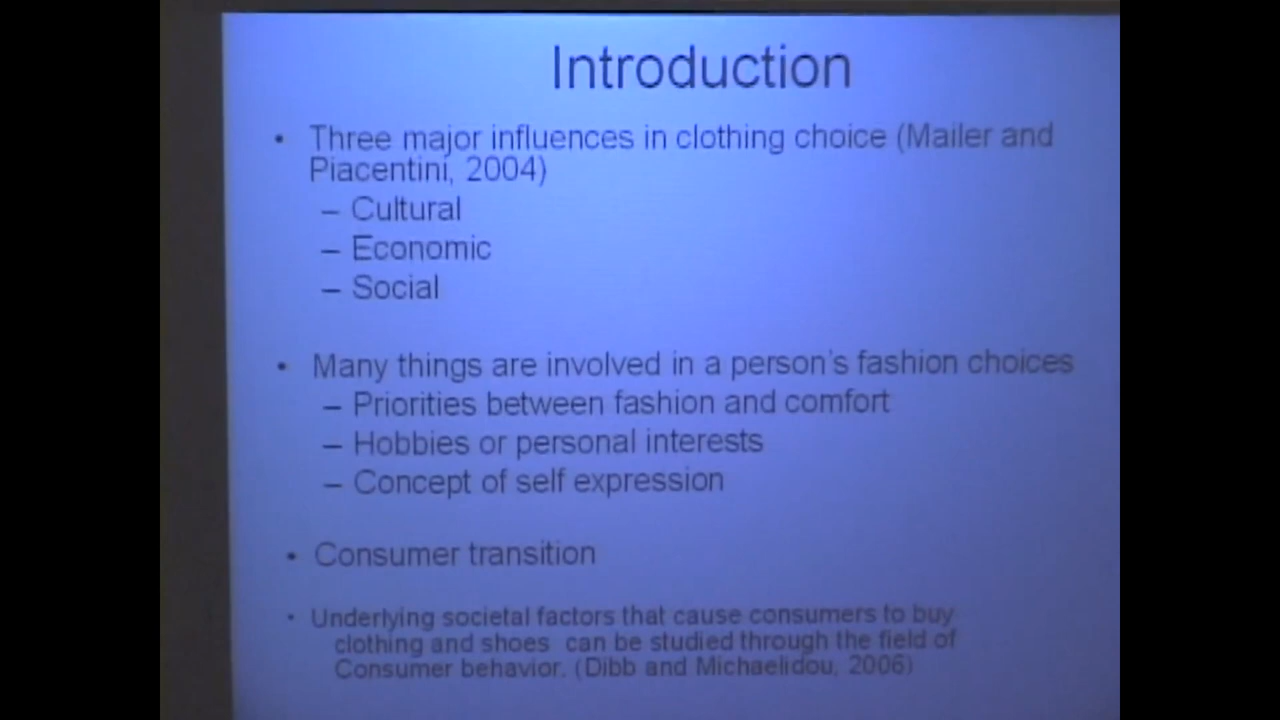 Introduction
• Three major influences in clothing choice (Mailer and
Piacentini, 2004)
– Cultural
– Economic
– Social
• Many things are involved in a person's fashion choices
– Priorities between fashion and comfort
– Hobbies or personal interests
– Concept of self expression
• Consumer transition
• Underlying societal factors that cause consumers to buy
clothing and shoes can be studied through the field of
Consumer behavior. (Dibb and Michaelidou, 2006)